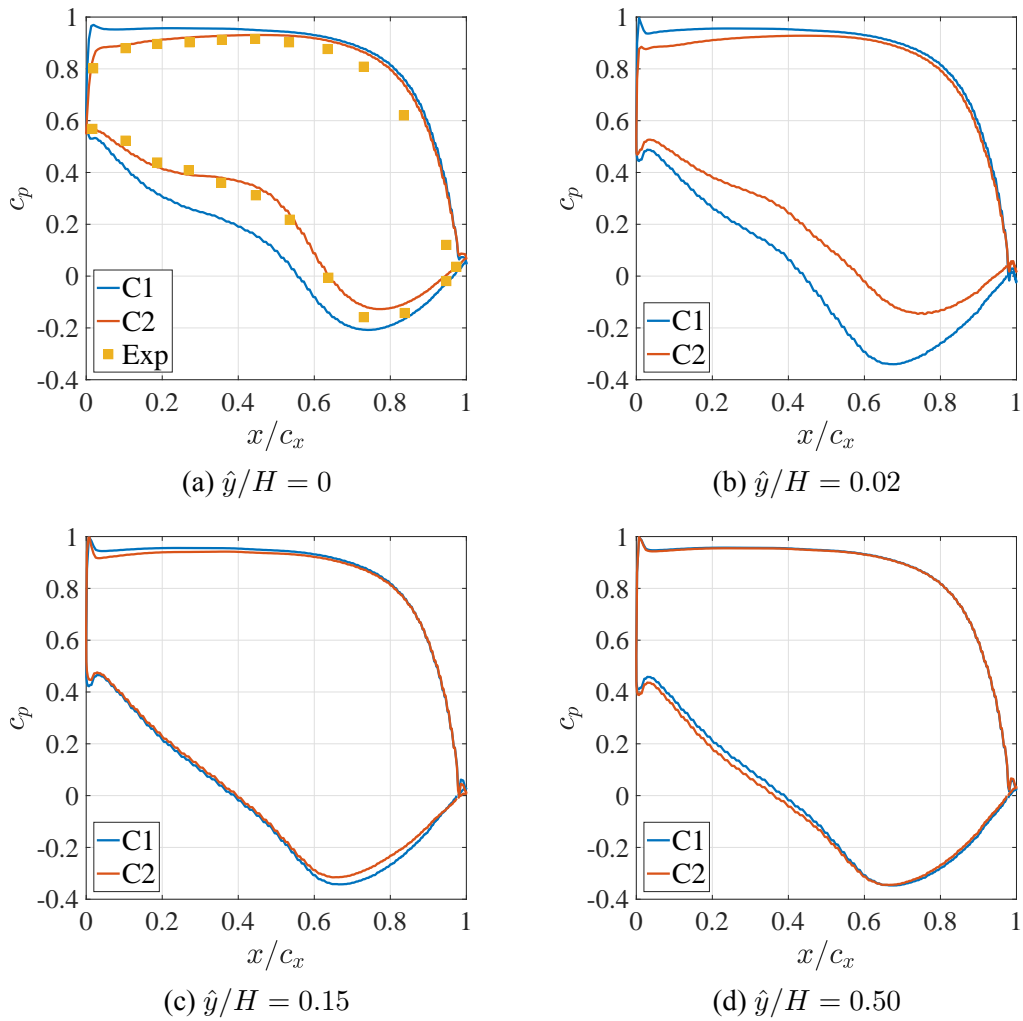 1
0.8
0.6
0.4
0.2
0
-0.2
-0.4
c_p
C1
C2
Exp
0 0.2 0.4 0.6 0.8 1
x/c_x
(a) ŷ/H = 0
1
0.8
0.6
0.4
0.2
0
-0.2
-0.4
c_p
C1
C2
0 0.2 0.4 0.6 0.8 1
x/c_x
(b) ŷ/H = 0.02
1
0.8
0.6
0.4
0.2
0
-0.2
-0.4
c_p
C1
C2
0 0.2 0.4 0.6 0.8 1
x/c_x
(c) ŷ/H = 0.15
1
0.8
0.6
0.4
0.2
0
-0.2
-0.4
c_p
C1
C2
0 0.2 0.4 0.6 0.8 1
x/c_x
(d) ŷ/H = 0.50